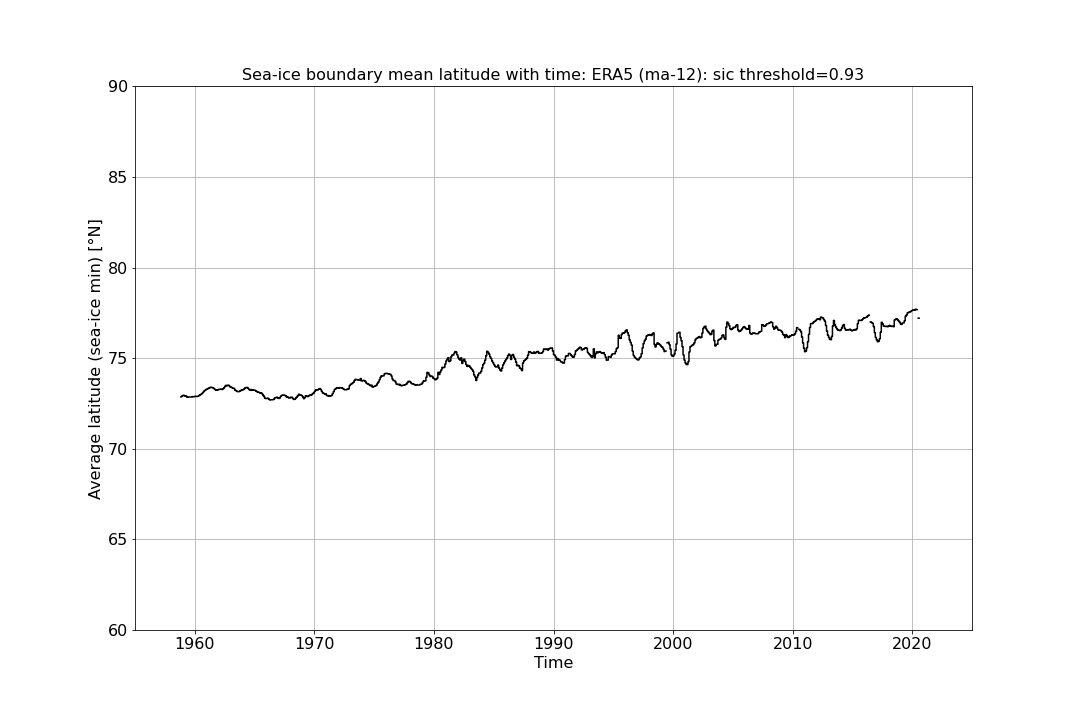 Sea-ice boundary mean latitude with time: ERA5 (ma-12): sic threshold=0.93
90
85
80
75
70
65
60
Average latitude (sea-ice min) [°N]
1960 1970 1980 1990 2000 2010 2020
Time